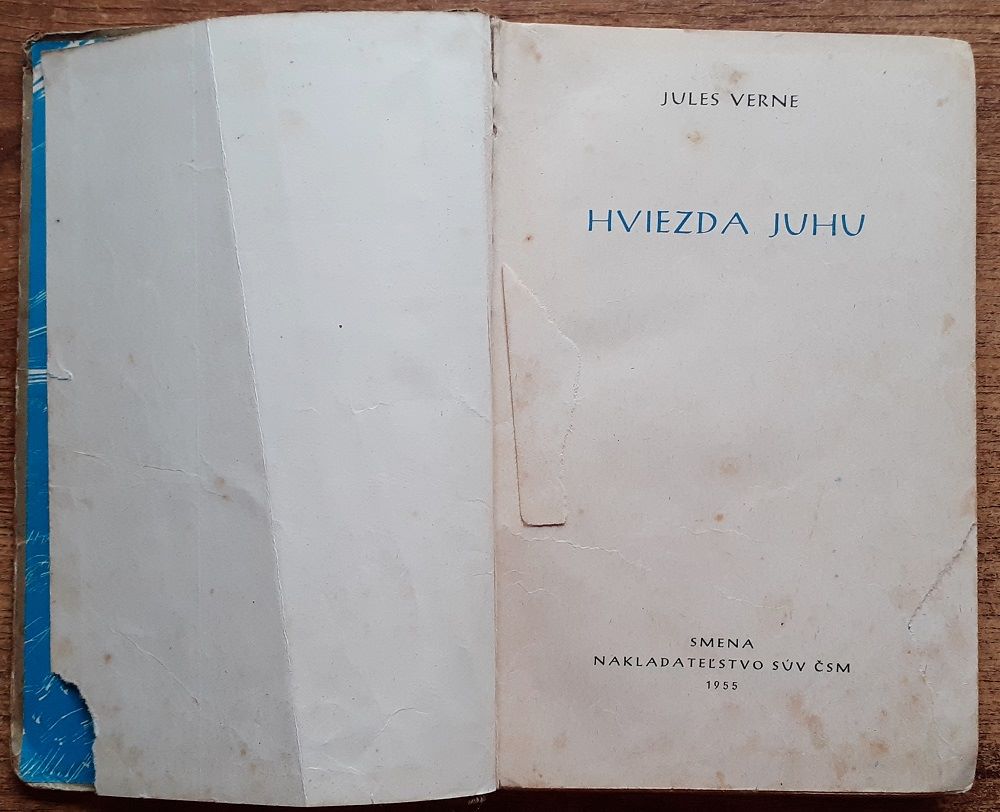 JULES VERNE
HVIEZDA JUHU
SMENA
NAKLADATEĽSTVO SÚV ČSM
1955